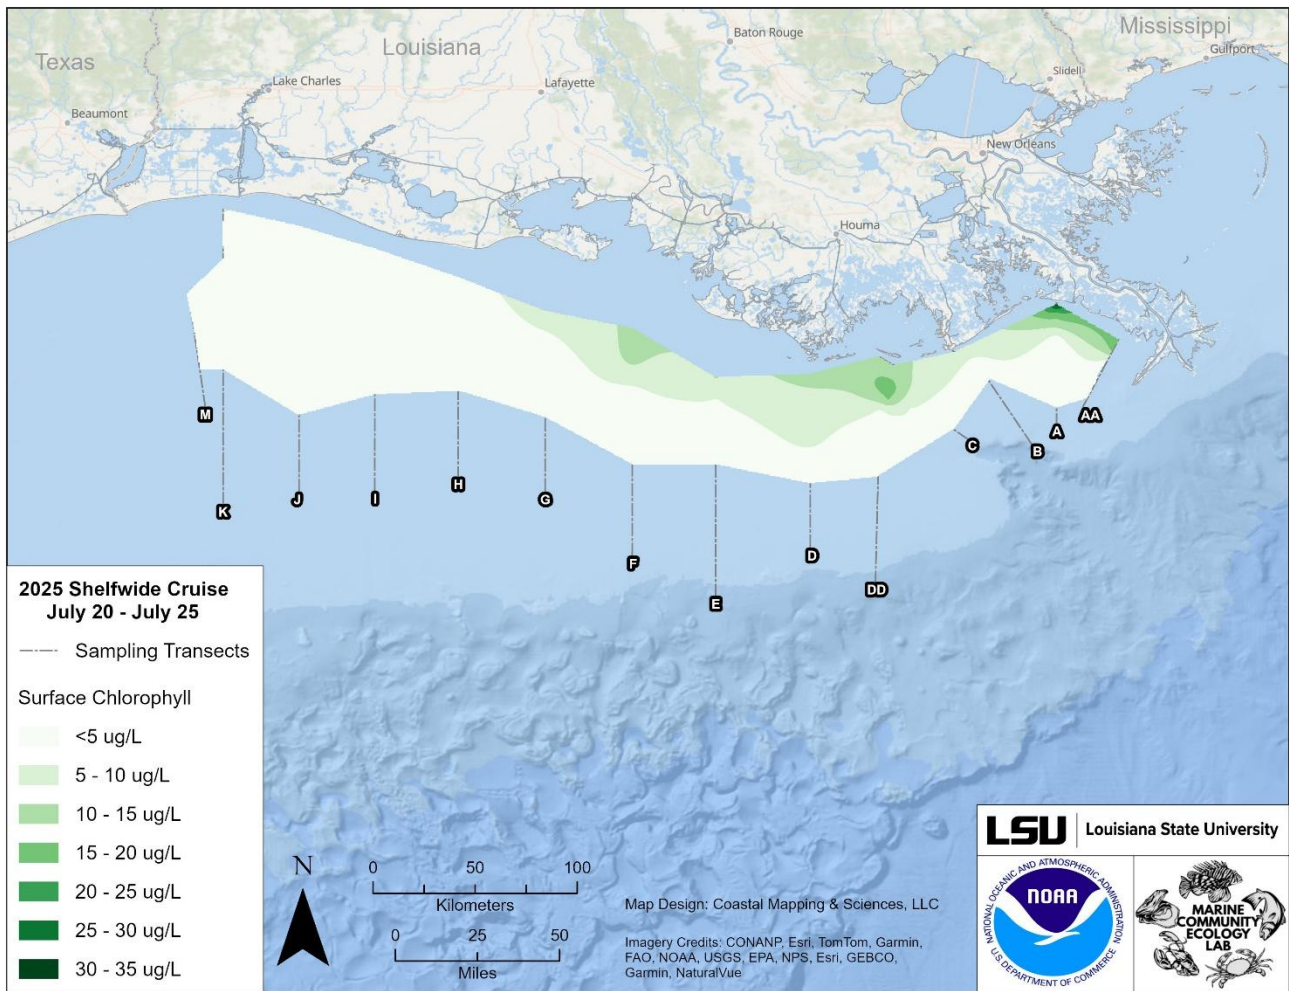 Mississippi
Louisiana
Texas
Baton Rouge
Gulfport
Slidell
Lake Charles
Lafayette
Beaumont
New Orleans
Houma
M
K
J
I
H
G
F
E
D
DD
C
B
A
AA
2025 Shelfwide Cruise
July 20 - July 25
Sampling Transects
Surface Chlorophyll
<5 ug/L
5 - 10 ug/L
10 - 15 ug/L
15 - 20 ug/L
20 - 25 ug/L
25 - 30 ug/L
30 - 35 ug/L
N
0 50 100
Kilometers
0 25 50
Miles
Map Design: Coastal Mapping & Sciences, LLC
Imagery Credits: CONANP, Esri, TomTom, Garmin,
FAO, NOAA, USGS, EPA, NPS, Esri, GEBCO,
Garmin, NaturalVue
LSU Louisiana State University
NATIONAL OCEANIC AND ATMOSPHERIC ADMINISTRATION
NOAA
U.S. DEPARTMENT OF COMMERCE
MARINE
COMMUNITY
ECOLOGY
LAB